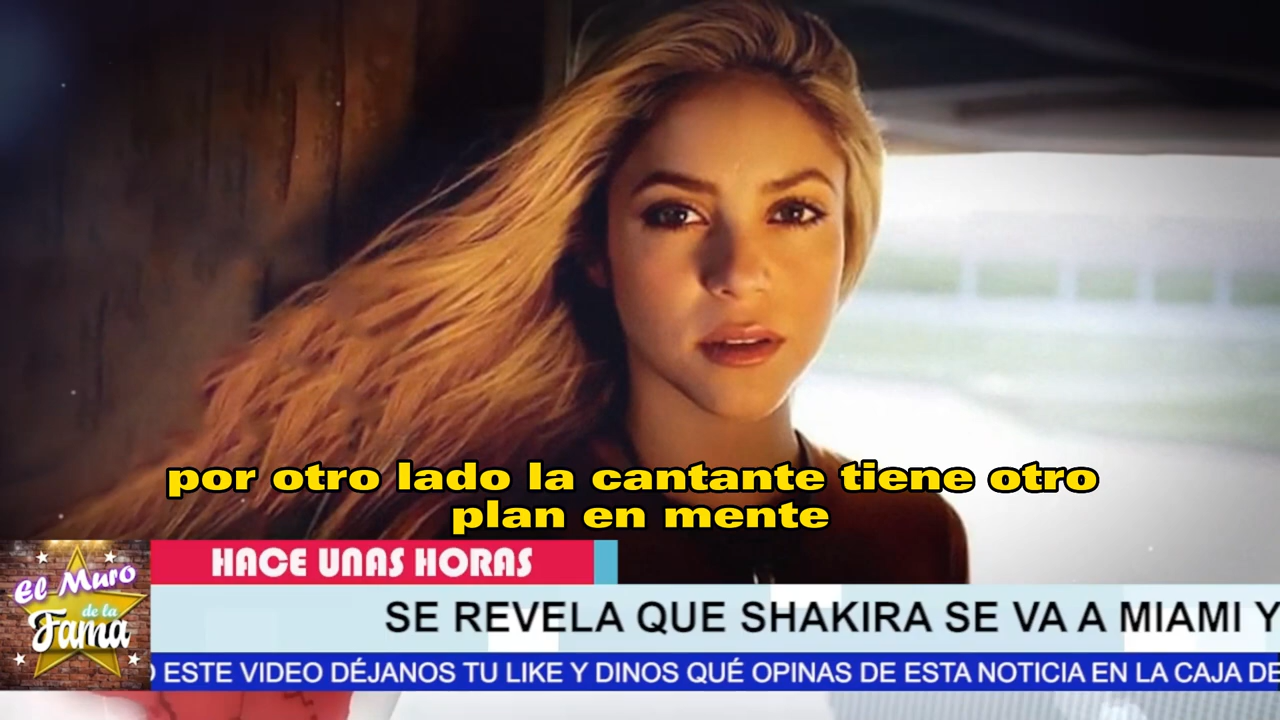 por otro lado la cantante tiene otro
plan en mente
HACE UNAS HORAS
El Muro
de la
Fama
SE REVELA QUE SHAKIRA SE VA A MIAMI Y
ESTE VIDEO DÉJANOS TU LIKE Y DINOS QUÉ OPINAS DE ESTA NOTICIA EN LA CAJA DE